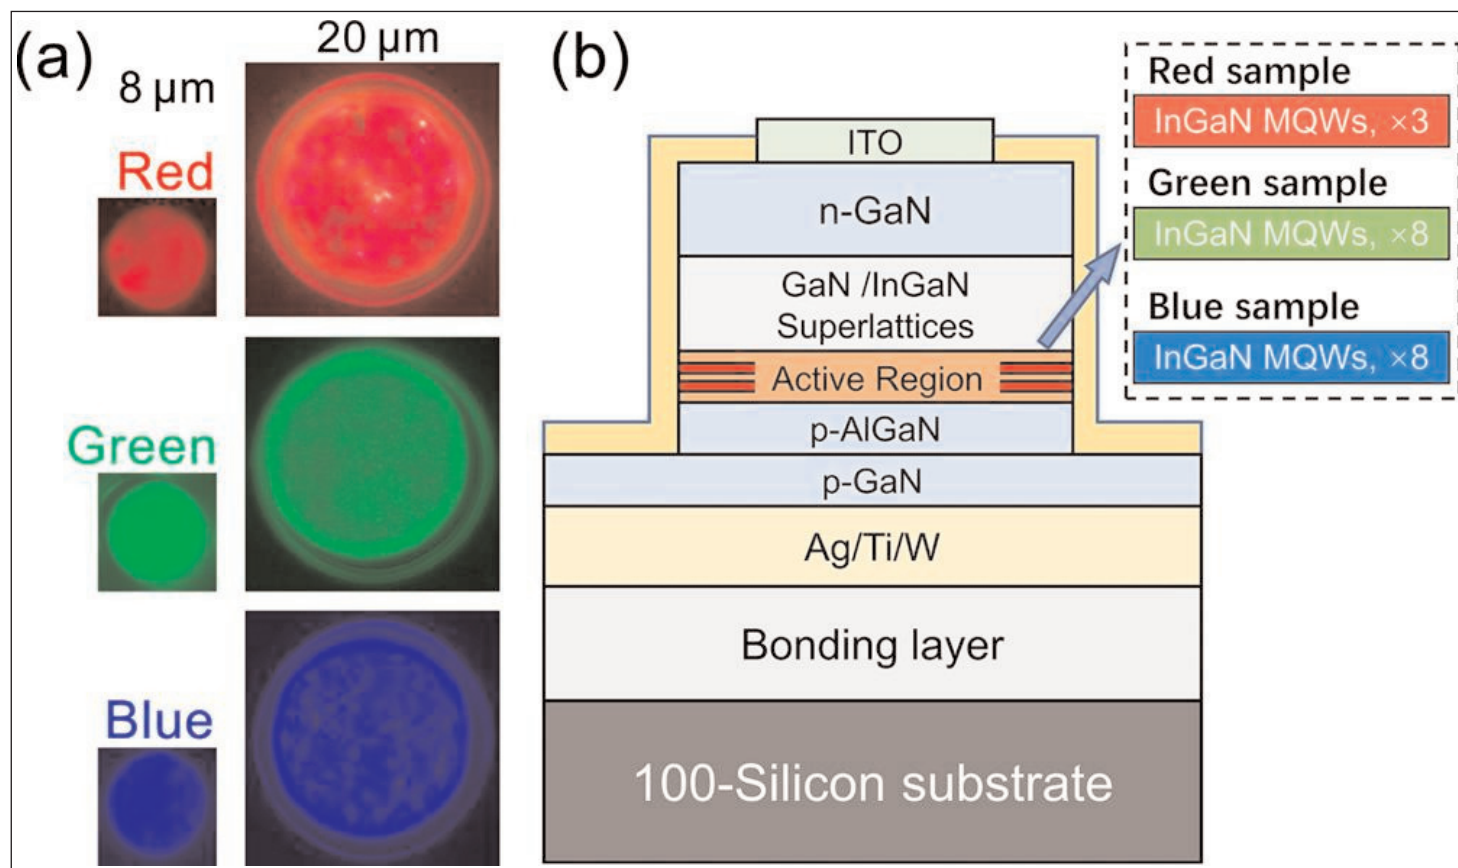 (a)
20 μm
8 μm
Red
Green
Blue
(b)
ITO
n-GaN
GaN /InGaN
Superlattices
Active Region
p-AlGaN
p-GaN
Ag/Ti/W
Bonding layer
100-Silicon substrate
Red sample
InGaN MQWs, ×3
Green sample
InGaN MQWs, ×8
Blue sample
InGaN MQWs, ×8